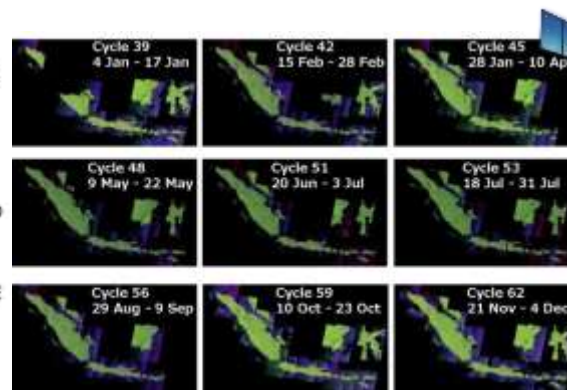 Cycle 39
4 Jan - 17 Jan
Cycle 42
15 Feb - 28 Feb
Cycle 45
28 Jan - 10 Ap
Cycle 48
9 May - 22 May
Cycle 51
20 Jun - 3 Jul
Cycle 53
18 Jul - 31 Jul
Cycle 56
29 Aug - 9 Sep
Cycle 59
10 Oct - 23 Oct
Cycle 62
21 Nov - 4 Dec